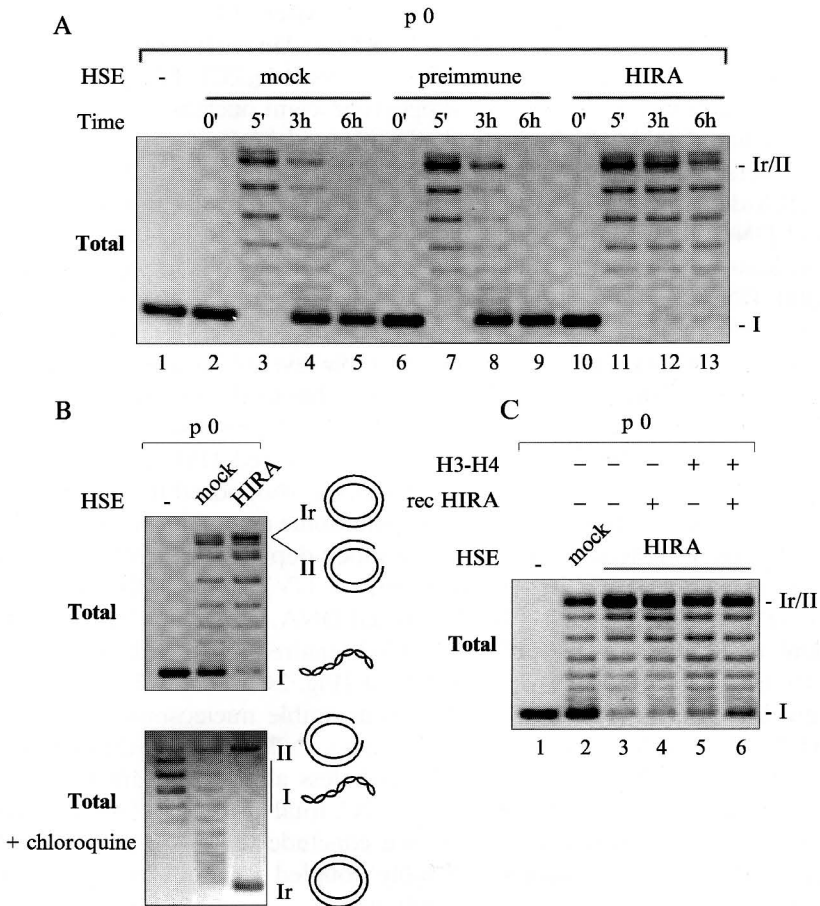 A
p 0
HSE - mock preimmune HIRA
Time 0' 5' 3h 6h 0' 5' 3h 6h 0' 5' 3h 6h
- Ir/II
Total
- I
1 2 3 4 5 6 7 8 9 10 11 12 13
B
p 0
HSE - mock HIRA
Ir
II
Total
I
II
Total
I
+ chloroquine
Ir
C
p 0
H3-H4 - - - + +
rec HIRA - - + - +
HSE - mock HIRA
- Ir/II
Total
- I
1 2 3 4 5 6